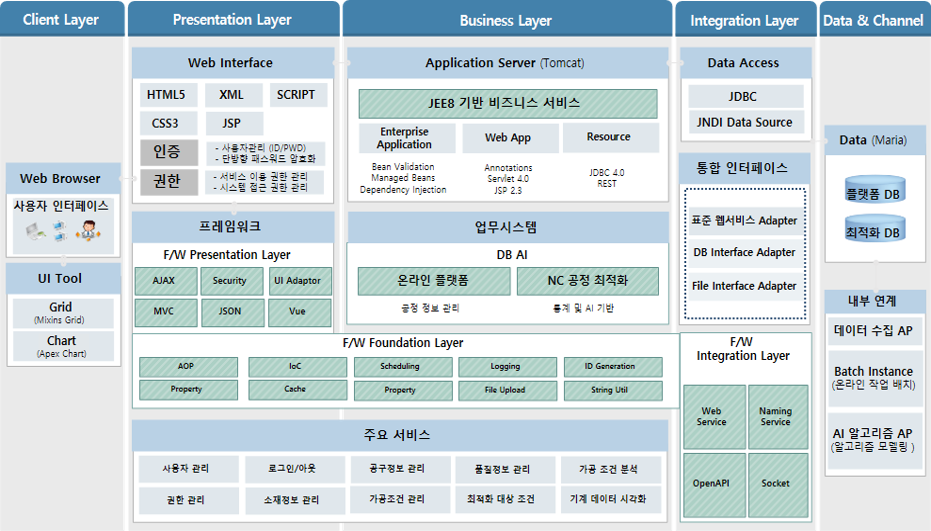 Client Layer
Presentation Layer
Business Layer
Integration Layer
Data & Channel
Web Browser
사용자 인터페이스
UI Tool
Grid
(Mixins Grid)
Chart
(Apex Chart)
Web Interface
HTML5
XML
SCRIPT
CSS3
JSP
인증
- 사용자관리 (ID/PWD)
- 단방향 패스워드 암호화
권한
- 서비스 이용 권한 관리
- 시스템 접근 권한 관리
프레임워크
F/W Presentation Layer
AJAX
Security
UI Adaptor
MVC
JSON
Vue
Application Server (Tomcat)
JEE8 기반 비즈니스 서비스
Enterprise
Application
Web App
Resource
Bean Validation
Managed Beans
Dependency Injection
Annotations
Servlet 4.0
JSP 2.3
JDBC 4.0
REST
업무시스템
DB AI
온라인 플랫폼
NC 공정 최적화
공정 정보 관리
통계 및 AI 기반
F/W Foundation Layer
AOP
IoC
Scheduling
Logging
ID Generation
Property
Cache
Property
File Upload
String Util
주요 서비스
사용자 관리
로그인/아웃
공구정보 관리
품질정보 관리
가공 조건 분석
권한 관리
소재정보 관리
가공조건 관리
최적화 대상 조건
기계 데이터 시각화
Data Access
JDBC
JNDI Data Source
통합 인터페이스
표준 웹서비스 Adapter
DB Interface Adapter
File Interface Adapter
F/W
Integration Layer
Web
Service
Naming
Service
OpenAPI
Socket
Data (Maria)
플랫폼 DB
최적화 DB
내부 연계
데이터 수집 AP
Batch Instance
(온라인 작업 배치)
AI 알고리즘 AP
(알고리즘 모델링 )